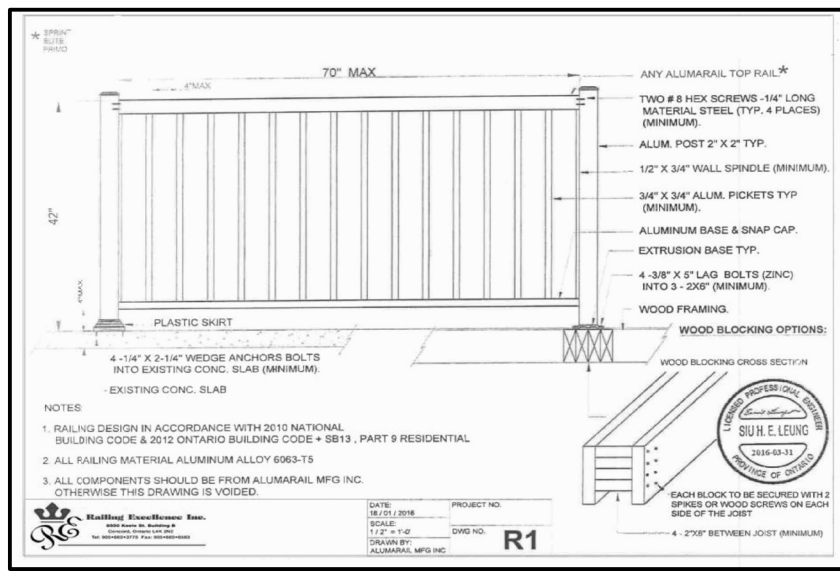 * SPRINT
ELITE
PRIMO
70" MAX
4"MAX
42"
4"MAX
ANY ALUMARAIL TOP RAIL*
TWO # 8 HEX SCREWS -1/4" LONG
MATERIAL STEEL (TYP. 4 PLACES)
(MINIMUM).
ALUM. POST 2" X 2" TYP.
1/2" X 3/4" WALL SPINDLE (MINIMUM).
3/4" X 3/4" ALUM. PICKETS TYP
(MINIMUM).
ALUMINUM BASE & SNAP CAP.
EXTRUSION BASE TYP.
4 -3/8" X 5" LAG BOLTS (ZINC)
INTO 3 - 2X6" (MINIMUM).
WOOD FRAMING.
WOOD BLOCKING OPTIONS:
PLASTIC SKIRT
4 -1/4" X 2-1/4" WEDGE ANCHORS BOLTS
INTO EXISTING CONC. SLAB (MINIMUM).
- EXISTING CONC. SLAB
WOOD BLOCKING CROSS SECTION
LICENSED PROFESSIONAL ENGINEER
SIU H. E. LEUNG
2016-03-31
PROVINCE OF ONTARIO
EACH BLOCK TO BE SECURED WITH 2
SPIKES OR WOOD SCREWS ON EACH
SIDE OF THE JOIST
4 - 2"X6" BETWEEN JOIST (MINIMUM)
NOTES
1. RAILING DESIGN IN ACCORDANCE WITH 2010 NATIONAL
BUILDING CODE & 2012 ONTARIO BUILDING CODE + SB13 , PART 9 RESIDENTIAL
2. ALL RAILING MATERIAL ALUMINUM ALLOY 6063-T5
3. ALL COMPONENTS SHOULD BE FROM ALUMARAIL MFG INC.
OTHERWISE THIS DRAWING IS VOIDED.
RE
Railing Excellence Inc.
Keele St. Building B
Concord, Ontario
DATE:
18 / 01 / 2016
SCALE:
1 / 2" = 1'-0'
DRAWN BY:
ALUMARAIL MFG INC
PROJECT NO.
DWG NO. R1